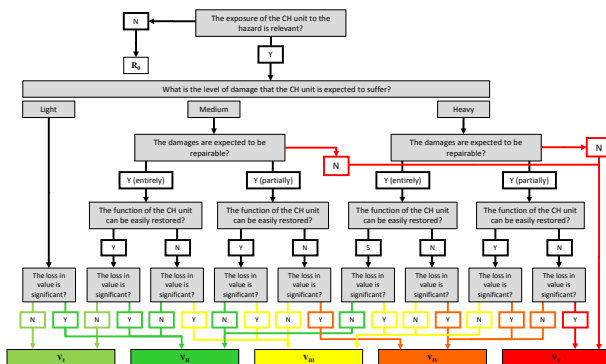 The exposure of the CH unit to the
hazard is relevant?
N
Y
R₀
What is the level of damage that the CH unit is expected to suffer?
Light
Medium
Heavy
The damages are expected to be
repairable?
N
The damages are expected to be
repairable?
N
Y (entirely)
Y (partially)
Y (entirely)
Y (partially)
The function of the CH unit
can be easily restored?
The function of the CH unit
can be easily restored?
The function of the CH unit
can be easily restored?
The function of the CH unit
can be easily restored?
Y
N
Y
N
S
N
Y
N
The loss in
value is
significant?
The loss in
value is
significant?
The loss in
value is
significant?
The loss in
value is
significant?
The loss in
value is
significant?
The loss in
value is
significant?
The loss in
value is
significant?
The loss in
value is
significant?
The loss in
value is
significant?
N
Y
N
Y
N
Y
N
Y
N
Y
N
Y
N
Y
N
Y
N
Y
V_I
V_II
V_III
V_IV
V_V